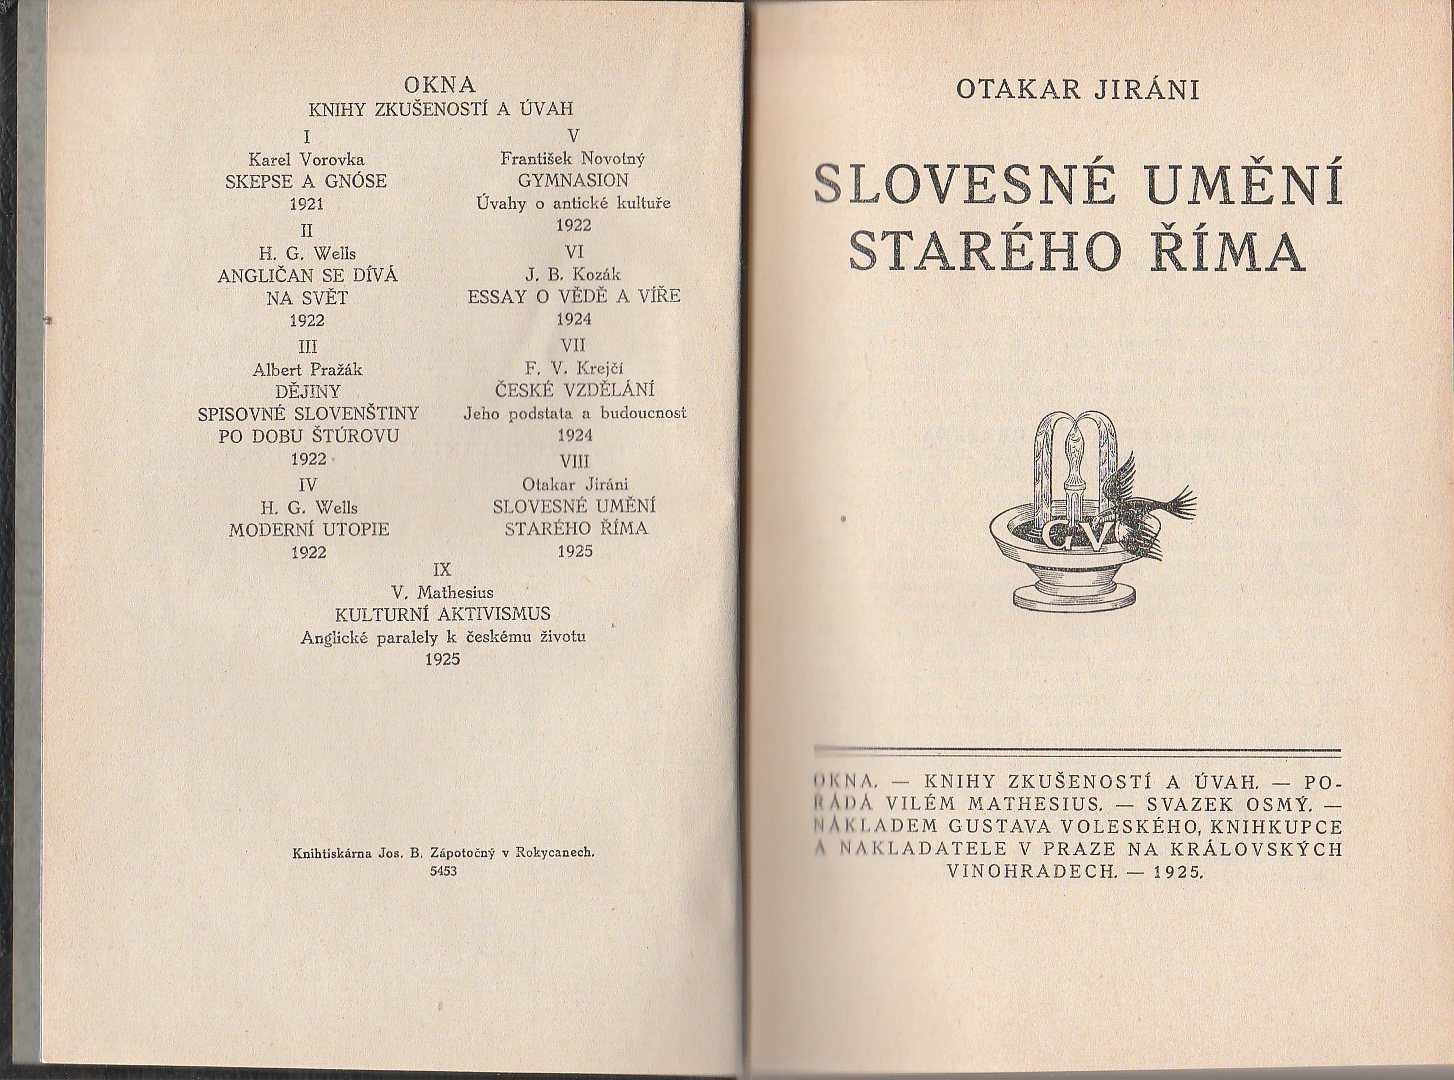 OKNA
KNIHY ZKUŠENOSTÍ A ÚVAH
I
Karel Vorovka
SKEPSE A GNÓSE
1921
II
H. G. Wells
ANGLIČAN SE DÍVÁ
NA SVĚT
1922
III
Albert Pražák
DĚJINY
SPISOVNÉ SLOVENŠTINY
PO DOBU ŠTÚROVU
1922
IV
H. G. Wells
MODERNÍ UTOPIE
1922
V
František Novotný
GYMNASION
Úvahy o antické kultuře
1922
VI
J. B. Kozák
ESSAY O VĚDĚ A VÍŘE
1924
VII
F. V. Krejčí
ČESKÉ VZDĚLÁNÍ
Jeho podstata a budoucnost
1924
VIII
Otakar Jiráni
SLOVESNÉ UMĚNÍ
STARÉHO ŘÍMA
1925
IX
V. Mathesius
KULTURNÍ AKTIVISMUS
Anglické paralely k českému životu
1925
Knihtiskárna Jos. B. Zápotočný v Rokycanech.
5453
OTAKAR JIRÁNI
SLOVESNÉ UMĚNÍ
STARÉHO ŘÍMA
GV
OKNA. — KNIHY ZKUŠENOSTÍ A ÚVAH. — PO-
ŘÁDÁ VILÉM MATHESIUS. — SVAZEK OSMÝ. —
NÁKLADEM GUSTAVA VOLESKÉHO, KNIHKUPCE
A NAKLADATELE V PRAZE NA KRÁLOVSKÝCH
VINOHRADECH. — 1925.